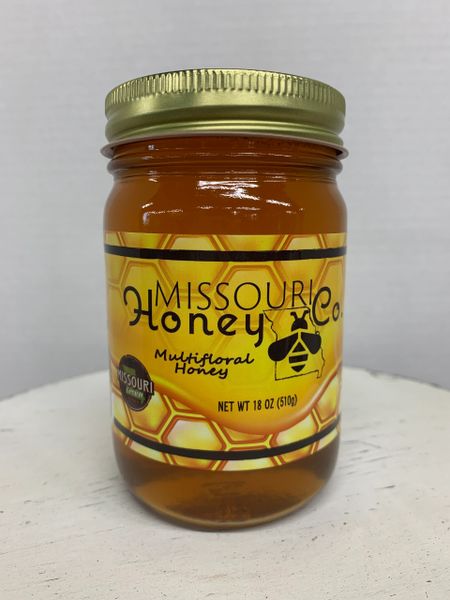 MISSOURI
Honey Co.
Multifloral
Honey
MISSOURI
NET WT 18 OZ (510g)